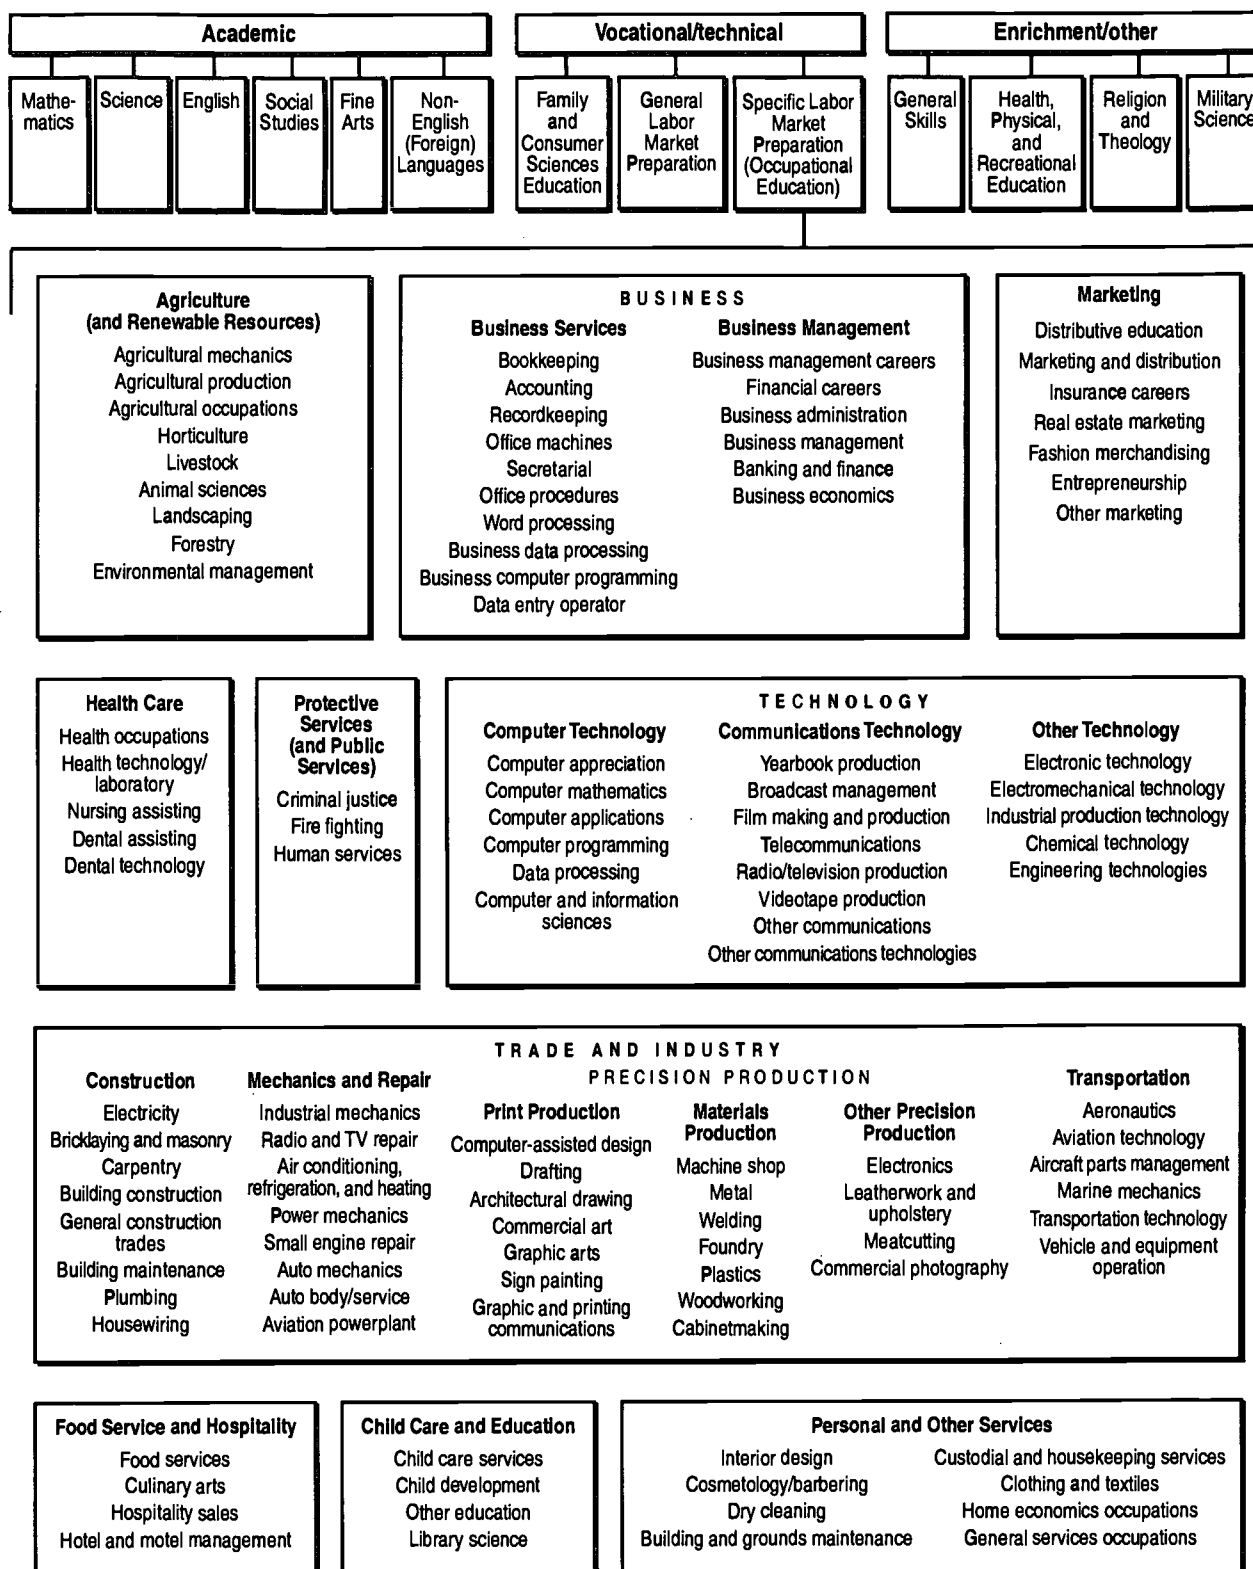 Academic
Vocational/technical
Enrichment/other
Mathe-
matics
Science
English
Social
Studies
Fine
Arts
Non-
English
(Foreign)
Languages
Family
and
Consumer
Sciences
Education
General
Labor
Market
Preparation
Specific Labor
Market
Preparation
(Occupational
Education)
General
Skills
Health,
Physical,
and
Recreational
Education
Religion
and
Theology
Military
Science
Agriculture
(and Renewable Resources)
Agricultural mechanics
Agricultural production
Agricultural occupations
Horticulture
Livestock
Animal sciences
Landscaping
Forestry
Environmental management
BUSINESS
Business Services
Bookkeeping
Accounting
Recordkeeping
Office machines
Secretarial
Office procedures
Word processing
Business data processing
Business computer programming
Data entry operator
Business Management
Business management careers
Financial careers
Business administration
Business management
Banking and finance
Business economics
Marketing
Distributive education
Marketing and distribution
Insurance careers
Real estate marketing
Fashion merchandising
Entrepreneurship
Other marketing
Health Care
Health occupations
Health technology/
laboratory
Nursing assisting
Dental assisting
Dental technology
Protective
Services
(and Public
Services)
Criminal justice
Fire fighting
Human services
TECHNOLOGY
Computer Technology
Computer appreciation
Computer mathematics
Computer applications
Computer programming
Data processing
Computer and information
sciences
Communications Technology
Yearbook production
Broadcast management
Film making and production
Telecommunications
Radio/television production
Videotape production
Other communications
Other communications technologies
Other Technology
Electronic technology
Electromechanical technology
Industrial production technology
Chemical technology
Engineering technologies
TRADE AND INDUSTRY
Construction
Electricity
Bricklaying and masonry
Carpentry
Building construction
General construction
trades
Building maintenance
Plumbing
Housewiring
Mechanics and Repair
Industrial mechanics
Radio and TV repair
Air conditioning,
refrigeration, and heating
Power mechanics
Small engine repair
Auto mechanics
Auto body/service
Aviation powerplant
PRECISION PRODUCTION
Print Production
Computer-assisted design
Drafting
Architectural drawing
Commercial art
Graphic arts
Sign painting
Graphic and printing
communications
Materials
Production
Machine shop
Metal
Welding
Foundry
Plastics
Woodworking
Cabinetmaking
Other Precision
Production
Electronics
Leatherwork and
upholstery
Meatcutting
Commercial photography
Transportation
Aeronautics
Aviation technology
Aircraft parts management
Marine mechanics
Transportation technology
Vehicle and equipment
operation
Food Service and Hospitality
Food services
Culinary arts
Hospitality sales
Hotel and motel management
Child Care and Education
Child care services
Child development
Other education
Library science
Personal and Other Services
Interior design
Cosmetology/barbering
Dry cleaning
Building and grounds maintenance
Custodial and housekeeping services
Clothing and textiles
Home economics occupations
General services occupations